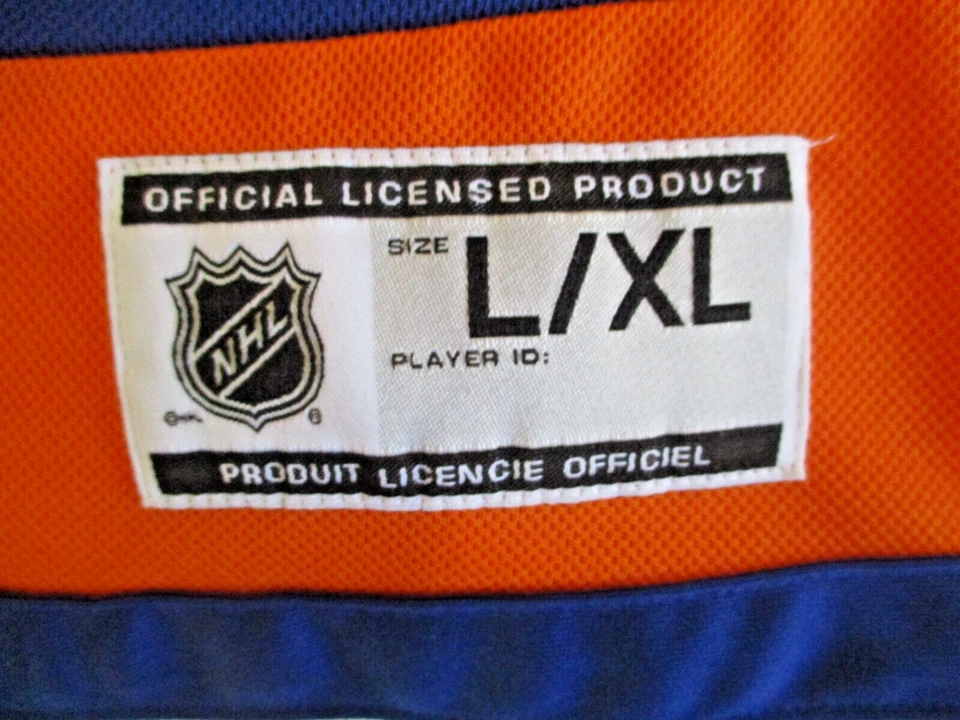 OFFICIAL LICENSED PRODUCT
SIZE L/XL
NHL
PLAYER ID:
PRODUIT LICENCIE OFFICIEL